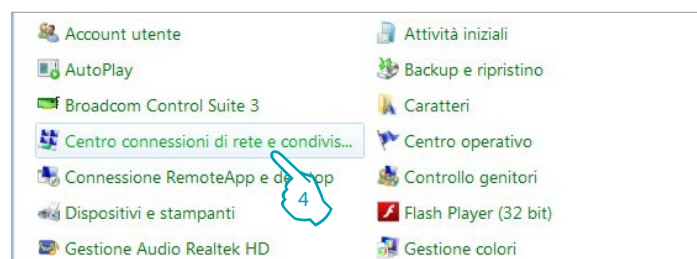 Account utente
Attività iniziali
AutoPlay
Backup e ripristino
Broadcom Control Suite 3
Caratteri
Centro connessioni di rete e condivis...
Centro operativo
Connessione RemoteApp e desktop
Controllo genitori
4
Dispositivi e stampanti
Flash Player (32 bit)
Gestione Audio Realtek HD
Gestione colori